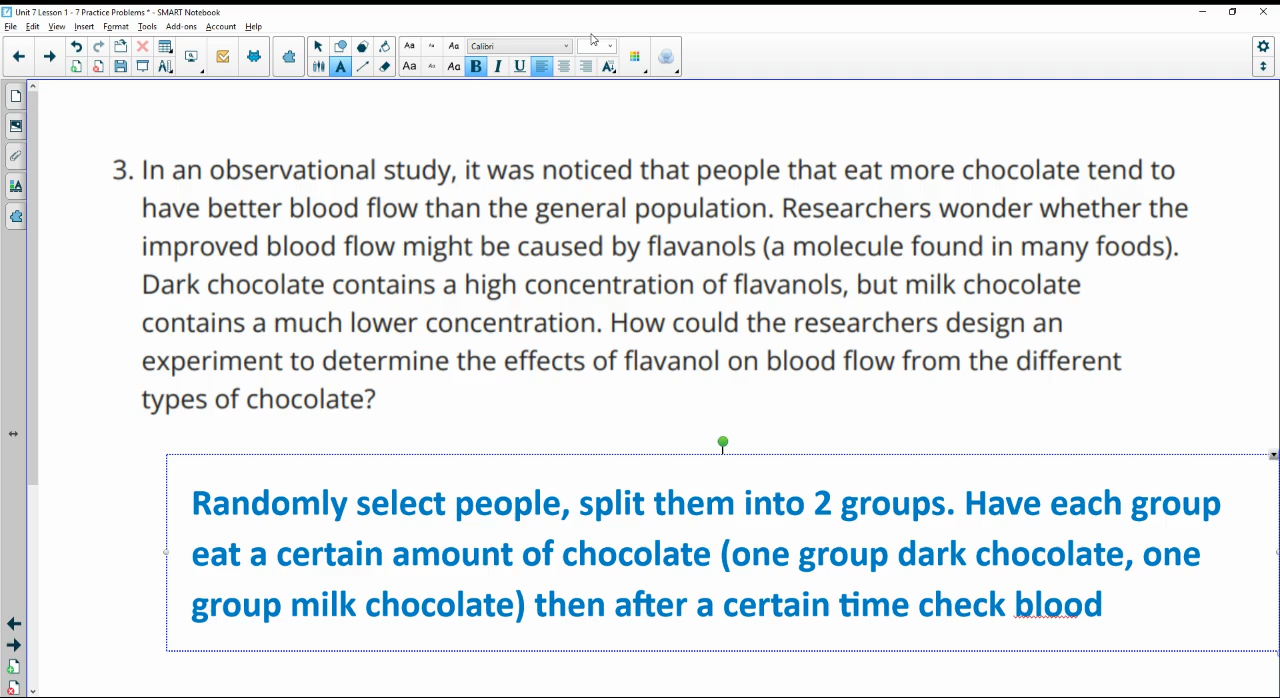 Unit 7 Lesson 1 - 7 Practice Problems * - SMART Notebook
File Edit View Insert Format Tools Add-ons Account Help
Aa Aa Aa Calibri
Aa Aa Aa B I U
3. In an observational study, it was noticed that people that eat more chocolate tend to
have better blood flow than the general population. Researchers wonder whether the
improved blood flow might be caused by flavanols (a molecule found in many foods).
Dark chocolate contains a high concentration of flavanols, but milk chocolate
contains a much lower concentration. How could the researchers design an
experiment to determine the effects of flavanol on blood flow from the different
types of chocolate?
Randomly select people, split them into 2 groups. Have each group
eat a certain amount of chocolate (one group dark chocolate, one
group milk chocolate) then after a certain time check blood